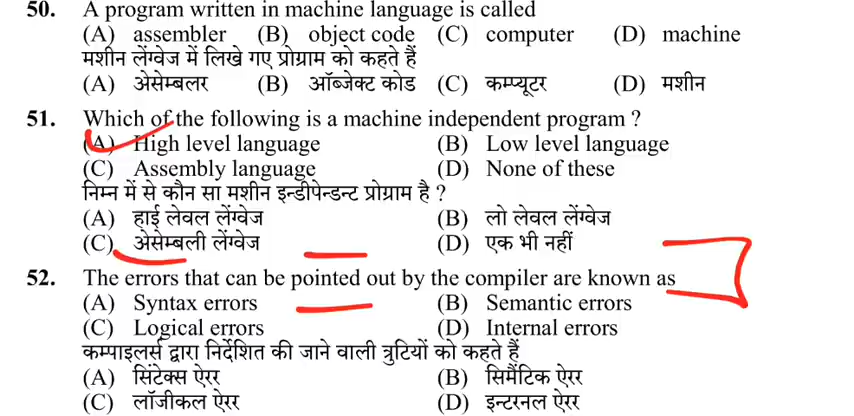 50. A program written in machine language is called
(A) assembler (B) object code (C) computer (D) machine
मशीन लेंग्वेज में लिखे गए प्रोग्राम को कहते हैं
(A) अेसेम्बलर (B) ऑब्जेक्ट कोड (C) कम्प्यूटर (D) मशीन
51. Which of the following is a machine independent program ?
(A) High level language (B) Low level language
(C) Assembly language (D) None of these
निम्न में से कौन सा मशीन इन्डीपेन्डन्ट प्रोग्राम है ?
(A) हाई लेवल लेंग्वेज (B) लो लेवल लेंग्वेज
(C) अेसेम्बली लेंग्वेज (D) एक भी नहीं
52. The errors that can be pointed out by the compiler are known as
(A) Syntax errors (B) Semantic errors
(C) Logical errors (D) Internal errors
कम्पाइलर्स द्वारा निर्देशित की जाने वाली त्रुटियों को कहते हैं
(A) सिंटेक्स ऐरर (B) सिमैंटिक ऐरर
(C) लॉजीकल ऐरर (D) इन्टरनल ऐरर